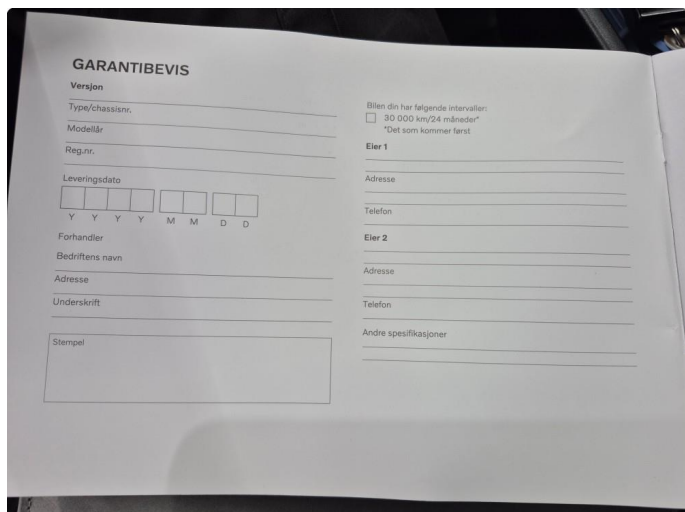 GARANTIBEVIS
Versjon
Type/chassisnr.
Modellår
Reg.nr.
Leveringsdato
Y Y Y Y M M D D
Forhandler
Bedriftens navn
Adresse
Underskrift
Stempel
Bilen din har følgende intervaller:
30 000 km/24 måneder*
*Det som kommer først
Eier 1
Adresse
Telefon
Eier 2
Adresse
Telefon
Andre spesifikasjoner